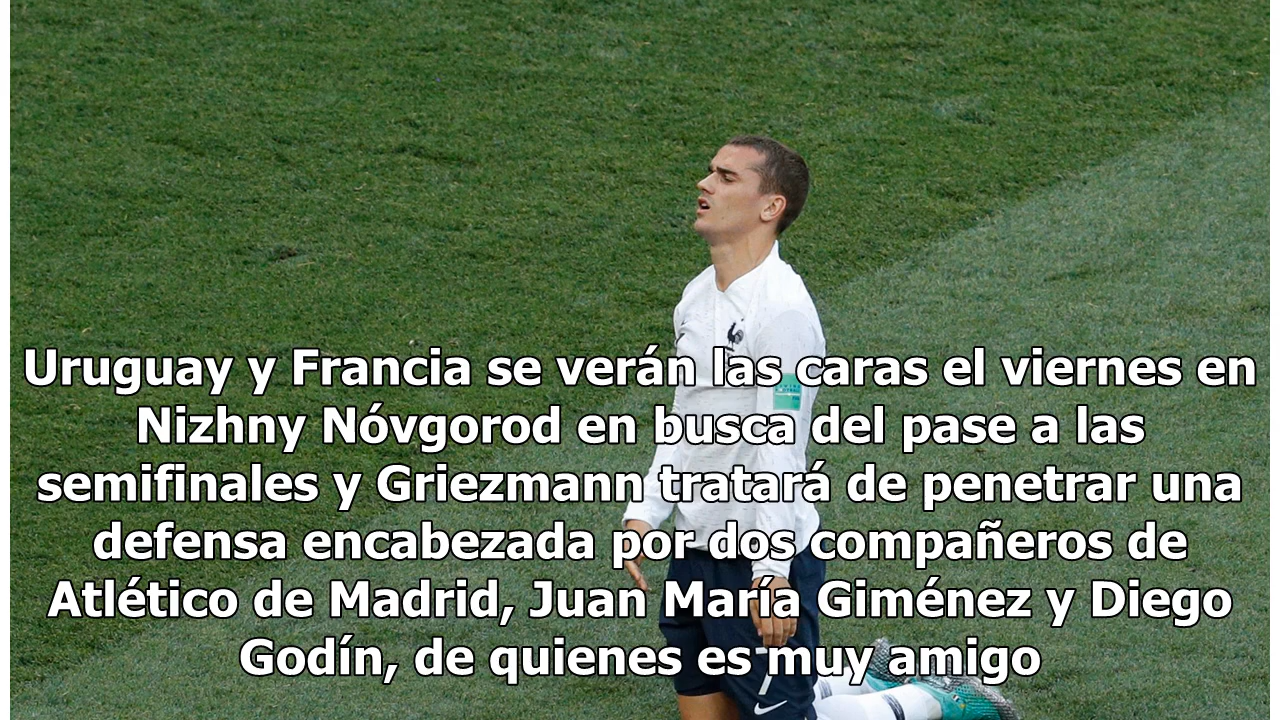 Uruguay y Francia se verán las caras el viernes en
Nizhny Nóvgorod en busca del pase a las
semifinales y Griezmann tratará de penetrar una
defensa encabezada por dos compañeros de
Atlético de Madrid, Juan María Giménez y Diego
Godín, de quienes es muy amigo
7